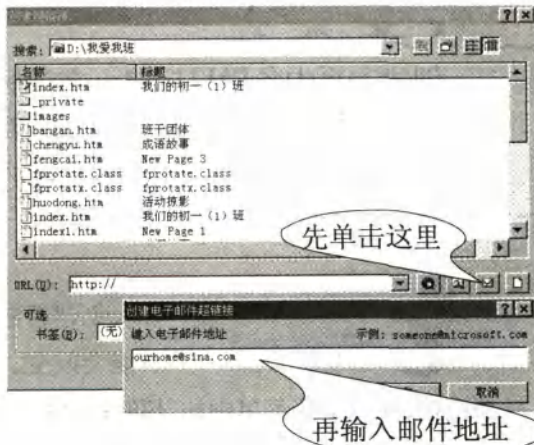 搜索: D:\我爱我班
名称 标题
index.htm 我们的初一 (1) 班
_private
images
bangan.htm 班干团体
chengyu.htm 成语故事
fengcai.htm New Page 3
fprotate.class fprotate.class
fprotatx.class fprotatx.class
huodong.htm 活动掠影
index.htm 我们的初一 (1) 班
index1.htm New Page 1
先单击这里
URL(U): http://
创建电子邮件超链接
可选
书签(B): (无)
键入电子邮件地址 示例: someone@microsoft.com
ourhome@sina.com
取消
再输入邮件地址